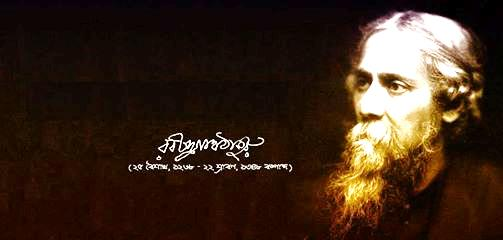 রবীন্দ্রনাথ ঠাকুর
(২৫ বৈশাখ, ১২৬৮ - ২২ শ্রাবণ, ১৩৪৮ বঙ্গাব্দ)